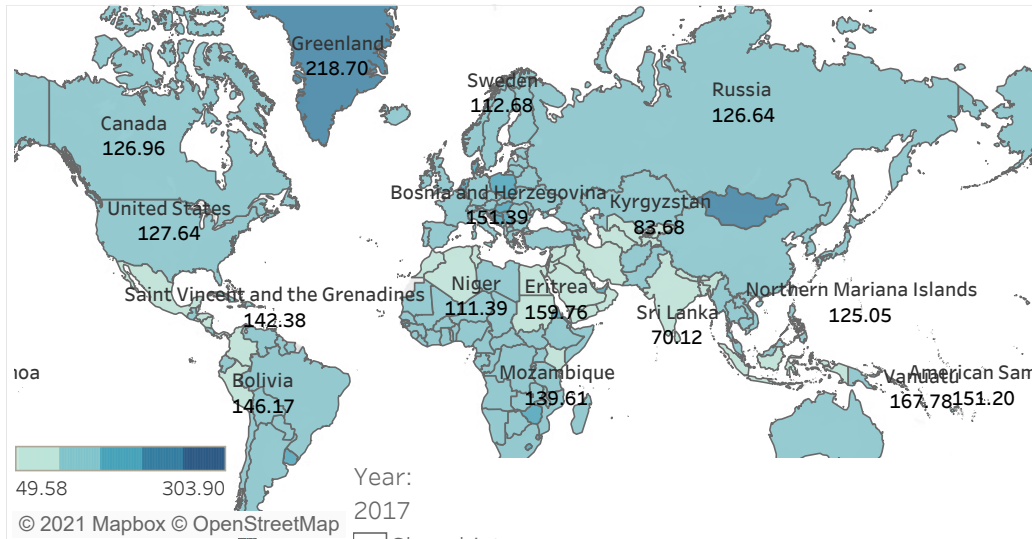 Greenland
218.70
Sweden
112.68
Russia
126.64
Canada
126.96
Bosnia and Herzegovina
151.39
Kyrgyzstan
83.68
United States
127.64
Niger
111.39
Eritrea
159.76
Saint Vincent and the Grenadines
142.38
Northern Mariana Islands
125.05
Sri Lanka
70.12
noa
Bolivia
146.17
Mozambique
139.61
Vanuatu
167.78
American Sam
151.20
49.58
303.90
Year:
2017
© 2021 Mapbox © OpenStreetMap